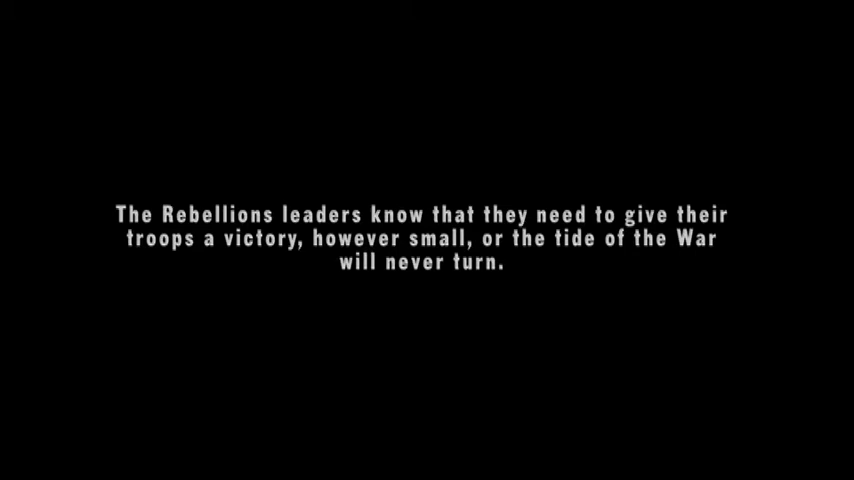 The Rebellions leaders know that they need to give their
troops a victory, however small, or the tide of the War
will never turn.